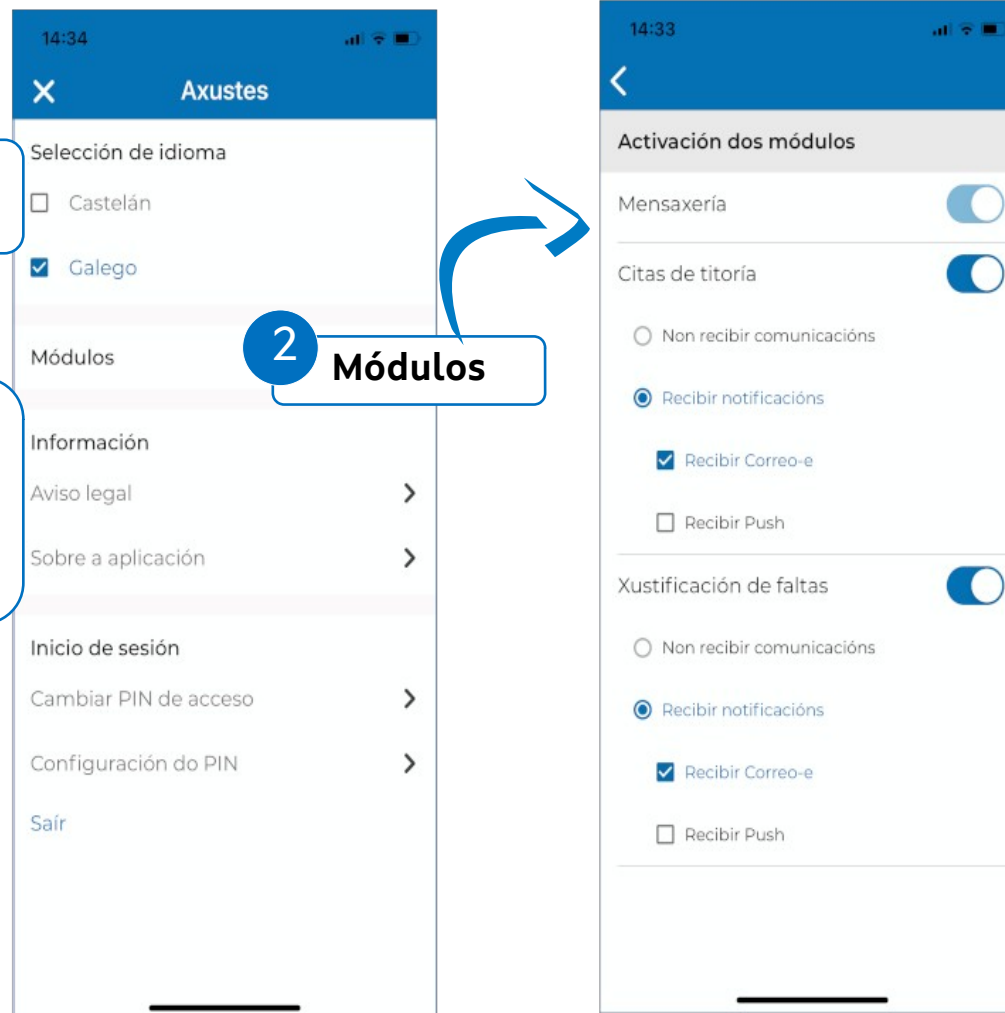 14:34
Axustes
Selección de idioma
Castelán
Galego
Módulos
2
Módulos
Información
Aviso legal
Sobre a aplicación
Inicio de sesión
Cambiar PIN de acceso
Configuración do PIN
Saír
14:33
Activación dos módulos
Mensaxería
Citas de titoría
Non recibir comunicacións
Recibir notificacións
Recibir Correo-e
Recibir Push
Xustificación de faltas
Non recibir comunicacións
Recibir notificacións
Recibir Correo-e
Recibir Push